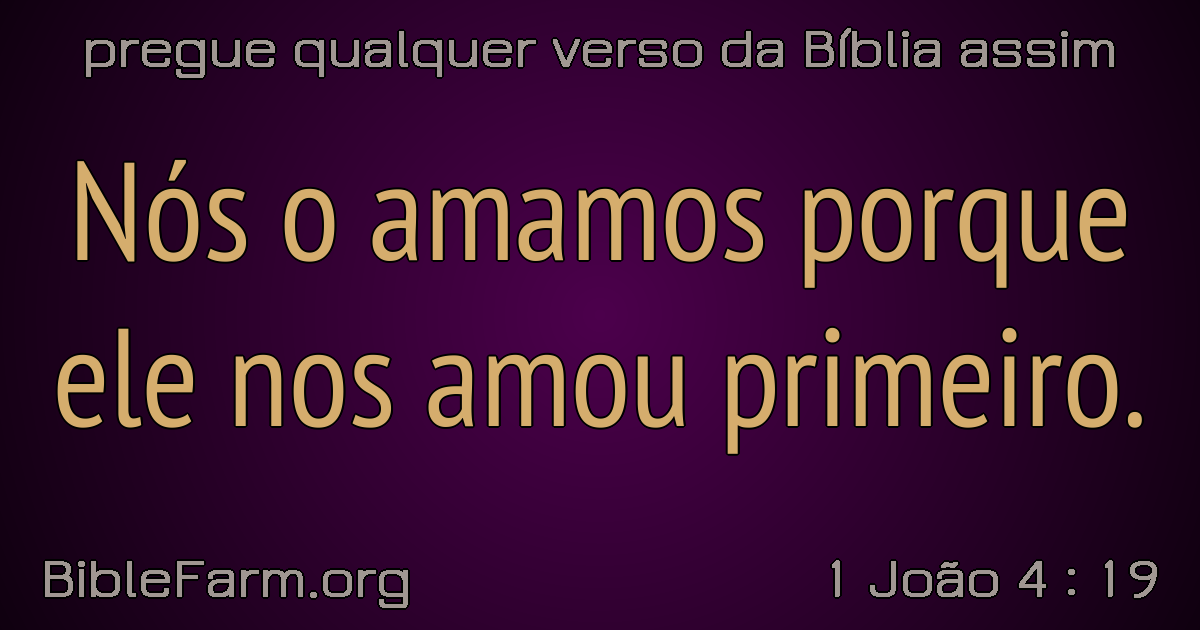 pregue qualquer verso da Bíblia assim
Nós o amamos porque
ele nos amou primeiro.
BibleFarm.org
1 João 4 : 19